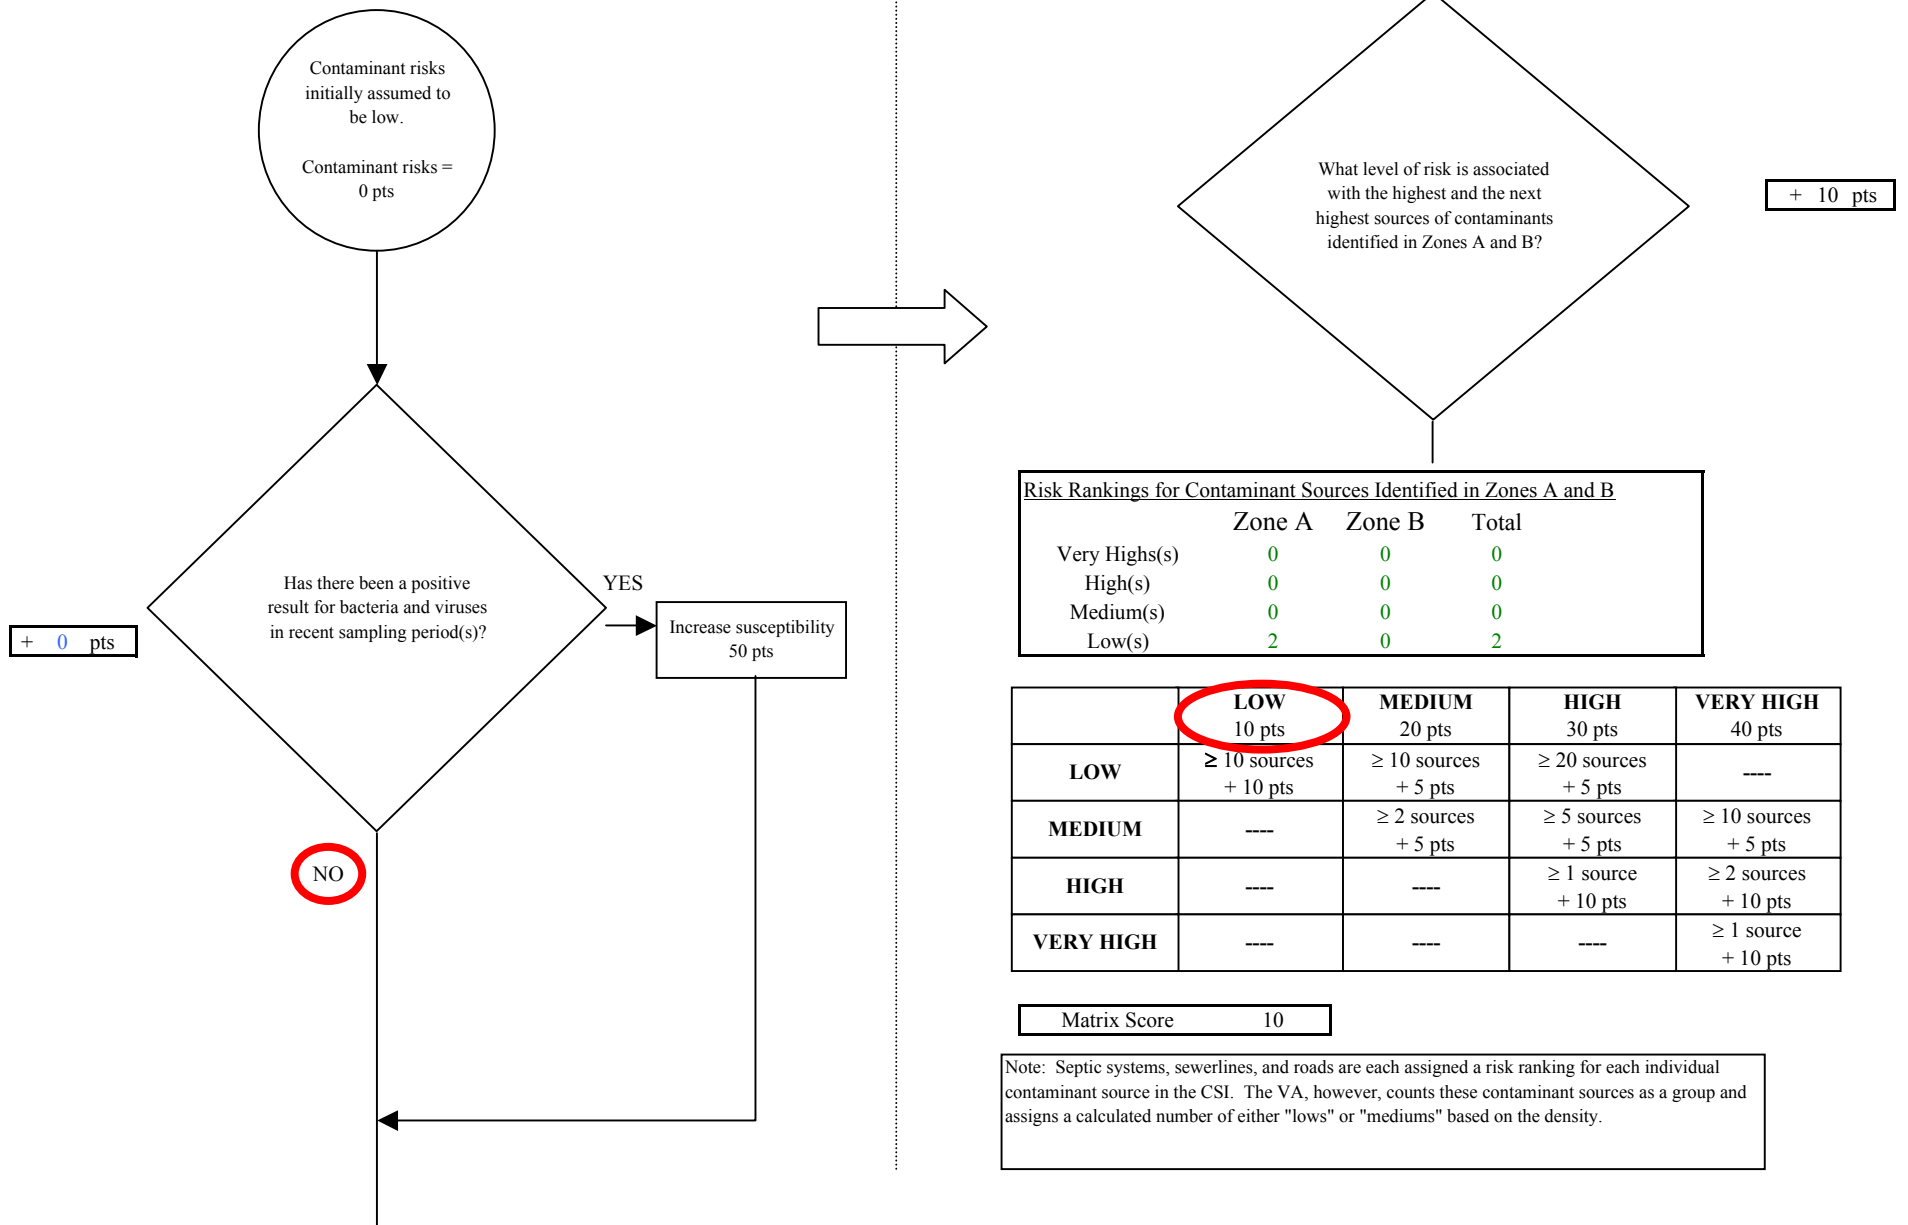 Contaminant risks
initially assumed to
be low.
Contaminant risks =
0 pts
Has there been a positive
result for bacteria and viruses
in recent sampling period(s)?
+ 0 pts
YES
Increase susceptibility
50 pts
NO
What level of risk is associated
with the highest and the next
highest sources of contaminants
identified in Zones A and B?
+ 10 pts
Risk Rankings for Contaminant Sources Identified in Zones A and B
Zone A Zone B Total
Very Highs(s) 0 0 0
High(s) 0 0 0
Medium(s) 0 0 0
Low(s) 2 0 2
LOW MEDIUM HIGH VERY HIGH
10 pts 20 pts 30 pts 40 pts
LOW ≥ 10 sources ≥ 10 sources ≥ 20 sources ----
+ 10 pts + 5 pts + 5 pts
MEDIUM ---- ≥ 2 sources ≥ 5 sources ≥ 10 sources
+ 5 pts + 5 pts + 5 pts
HIGH ---- ---- ≥ 1 source ≥ 2 sources
+ 10 pts + 10 pts
VERY HIGH ---- ---- ---- ≥ 1 source
+ 10 pts
Matrix Score 10
Note: Septic systems, sewerlines, and roads are each assigned a risk ranking for each individual
contaminant source in the CSI. The VA, however, counts these contaminant sources as a group and
assigns a calculated number of either "lows" or "mediums" based on the density.